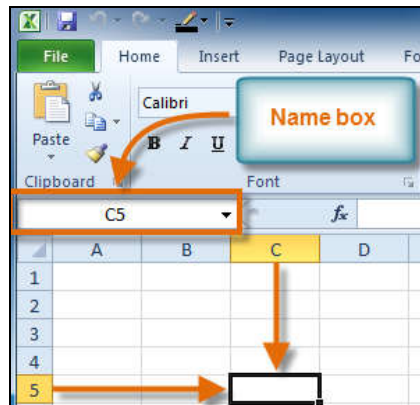 File Home Insert Page Layout Fo
Calibri
Name box
Paste
B I U
Clipboard Font
C5 fx
A B C D
1
2
3
4
5